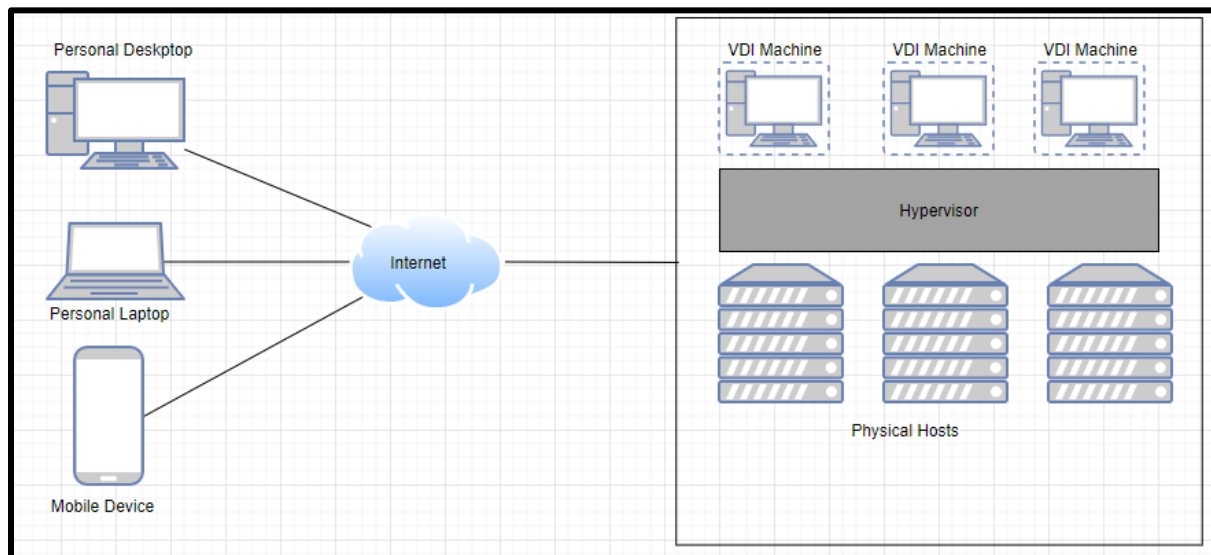 Personal Deskptop
VDI Machine
VDI Machine
VDI Machine
Hypervisor
Internet
Personal Laptop
Physical Hosts
Mobile Device